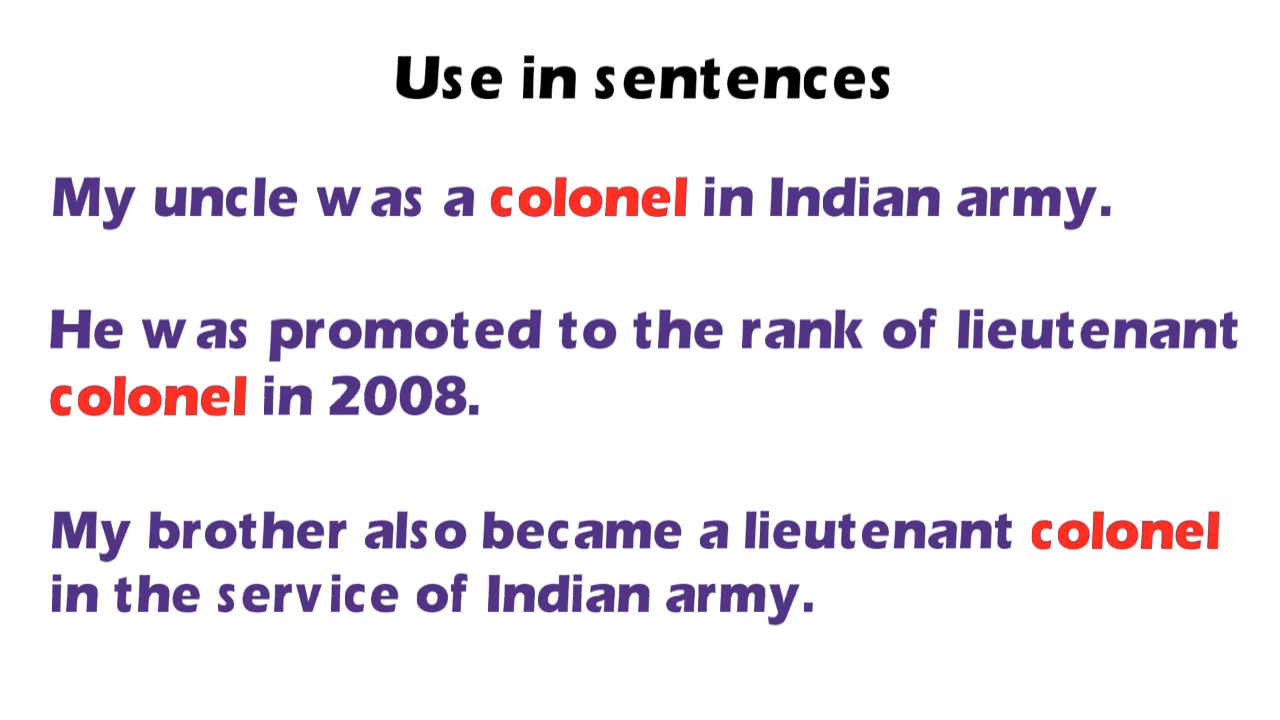 Use in sentences
My uncle was a colonel in Indian army.
He was promoted to the rank of lieutenant
colonel in 2008.
My brother also became a lieutenant colonel
in the service of Indian army.